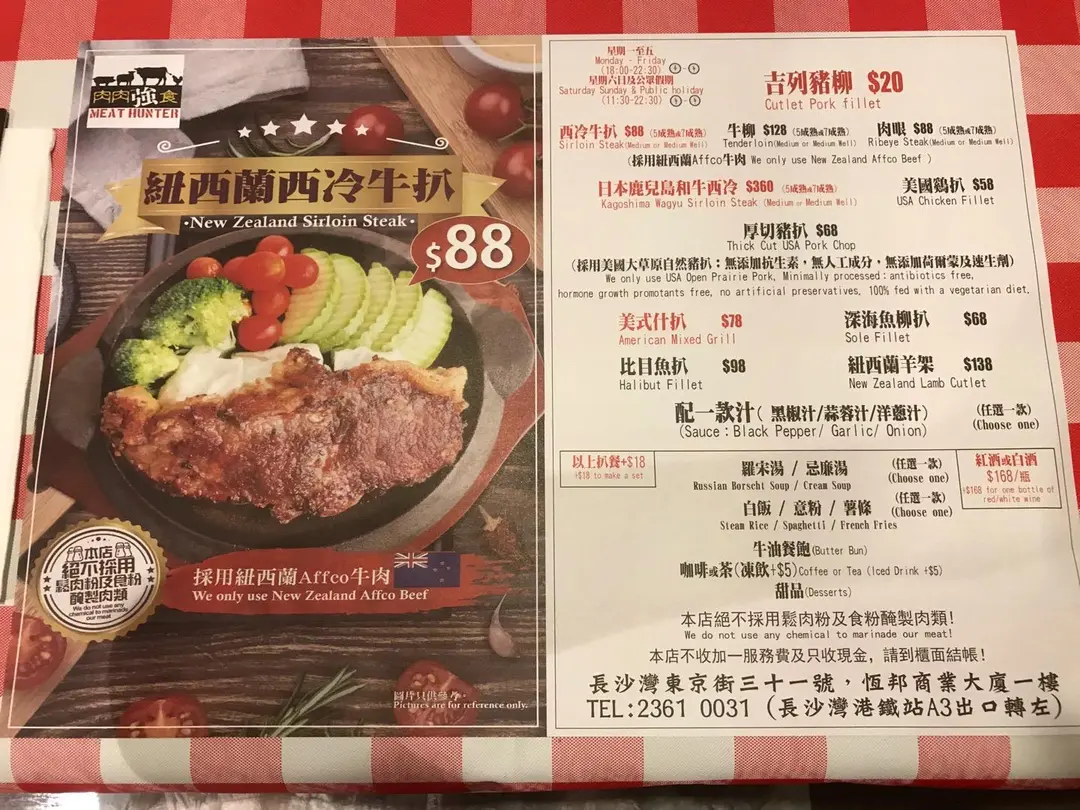 肉肉強食
MEAT HUNTER
紐西蘭西冷牛扒
·New Zealand Sirloin Steak·
$88
本店
絕不採用
鬆肉粉及食粉
醃製肉類
We do not use any
chemical to marinade
our meat!
採用紐西蘭Affco牛肉
We only use New Zealand Affco Beef
圖片只供參考。
Pictures are for reference only.
星期一至五
Monday - Friday
(18:00-22:30)
星期六日及公眾假期
Saturday Sunday & Public holiday
(11:30-22:30)
吉列豬柳 $20
Cutlet Pork fillet
西冷牛扒 $88 (5成熟或7成熟) 牛柳 $128 (5成熟或7成熟) 肉眼 $88 (5成熟或7成熟)
Sirloin Steak(Medium or Medium Well) Tenderloin(Medium or Medium Well) Ribeye Steak(Medium or Medium Well)
(採用紐西蘭Affco牛肉 We only use New Zealand Affco Beef )
日本鹿兒島和牛西冷 $360 (5成熟或7成熟) 美國鷄扒 $58
Kagoshima Wagyu Sirloin Steak (Medium or Medium Well) USA Chicken Fillet
厚切豬扒 $68
Thick Cut USA Pork Chop
(採用美國大草原自然豬扒：無添加抗生素，無人工成分，無添加荷爾蒙及速生劑)
We only use USA Open Prairie Pork, Minimally processed：antibiotics free,
hormone growth promotants free, no artificial preservatives, 100% fed with a vegetarian diet.
美式什扒 $78 深海魚柳扒 $68
American Mixed Grill Sole Fillet
比目魚扒 $98 紐西蘭羊架 $138
Halibut Fillet New Zealand Lamb Cutlet
配一款汁( 黑椒汁/蒜蓉汁/洋蔥汁) (任選一款)
(Sauce：Black Pepper/ Garlic/ Onion) (Choose one)
以上扒餐+$18
+$18 to make a set
羅宋湯 / 忌廉湯 (任選一款)
Russian Borscht Soup / Cream Soup (Choose one)
白飯 / 意粉 / 薯條 (任選一款)
Steam Rice / Spaghetti / French Fries (Choose one)
紅酒或白酒
$168/瓶
+$168 for one bottle of
red/white wine
牛油餐飽(Butter Bun)
咖啡或茶(凍飲+$5)Coffee or Tea (Iced Drink +$5)
甜品(Desserts)
本店絕不採用鬆肉粉及食粉醃製肉類!
We do not use any chemical to marinade our meat!
本店不收加一服務費及只收現金，請到櫃面結帳!
長沙灣東京街三十一號，恆邦商業大廈一樓
TEL:2361 0031 (長沙灣港鐵站A3出口轉左)